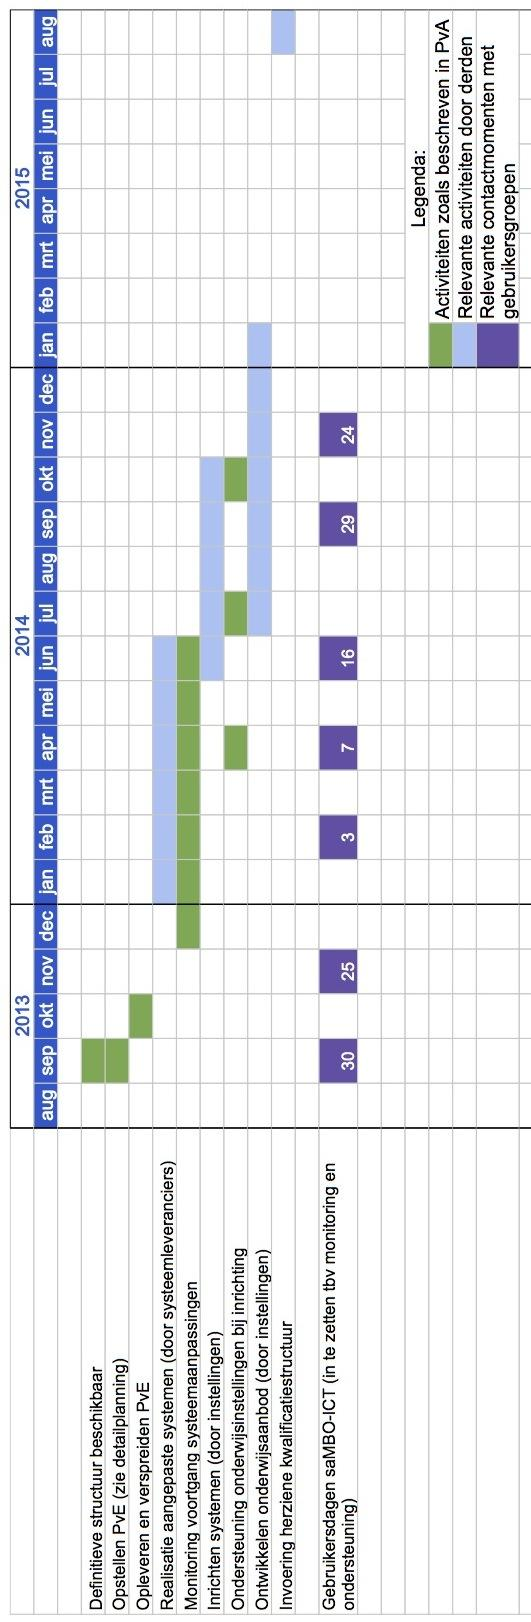 2013 2014 2015
aug sep okt nov dec jan feb mrt apr mei jun jul aug sep okt nov dec jan feb mrt apr mei jun jul aug
Definitieve structuur beschikbaar
Opstellen PvE (zie detailplanning)
Opleveren en verspreiden PvE
Realisatie aangepaste systemen (door systeemleveranciers)
Monitoring voortgang systeemaanpassingen
Inrichten systemen (door instellingen)
Ondersteuning onderwijsinstellingen bij inrichting
Ontwikkelen onderwijsaanbod (door instellingen)
Invoering herziene kwalificatiestructuur
Gebruikersdagen saMBO-ICT (in te zetten tbv monitoring en
ondersteuning)
30 25 3 7 16 29 24
Legenda:
Activiteiten zoals beschreven in PvA
Relevante activiteiten door derden
Relevante contactmomenten met
gebruikersgroepen